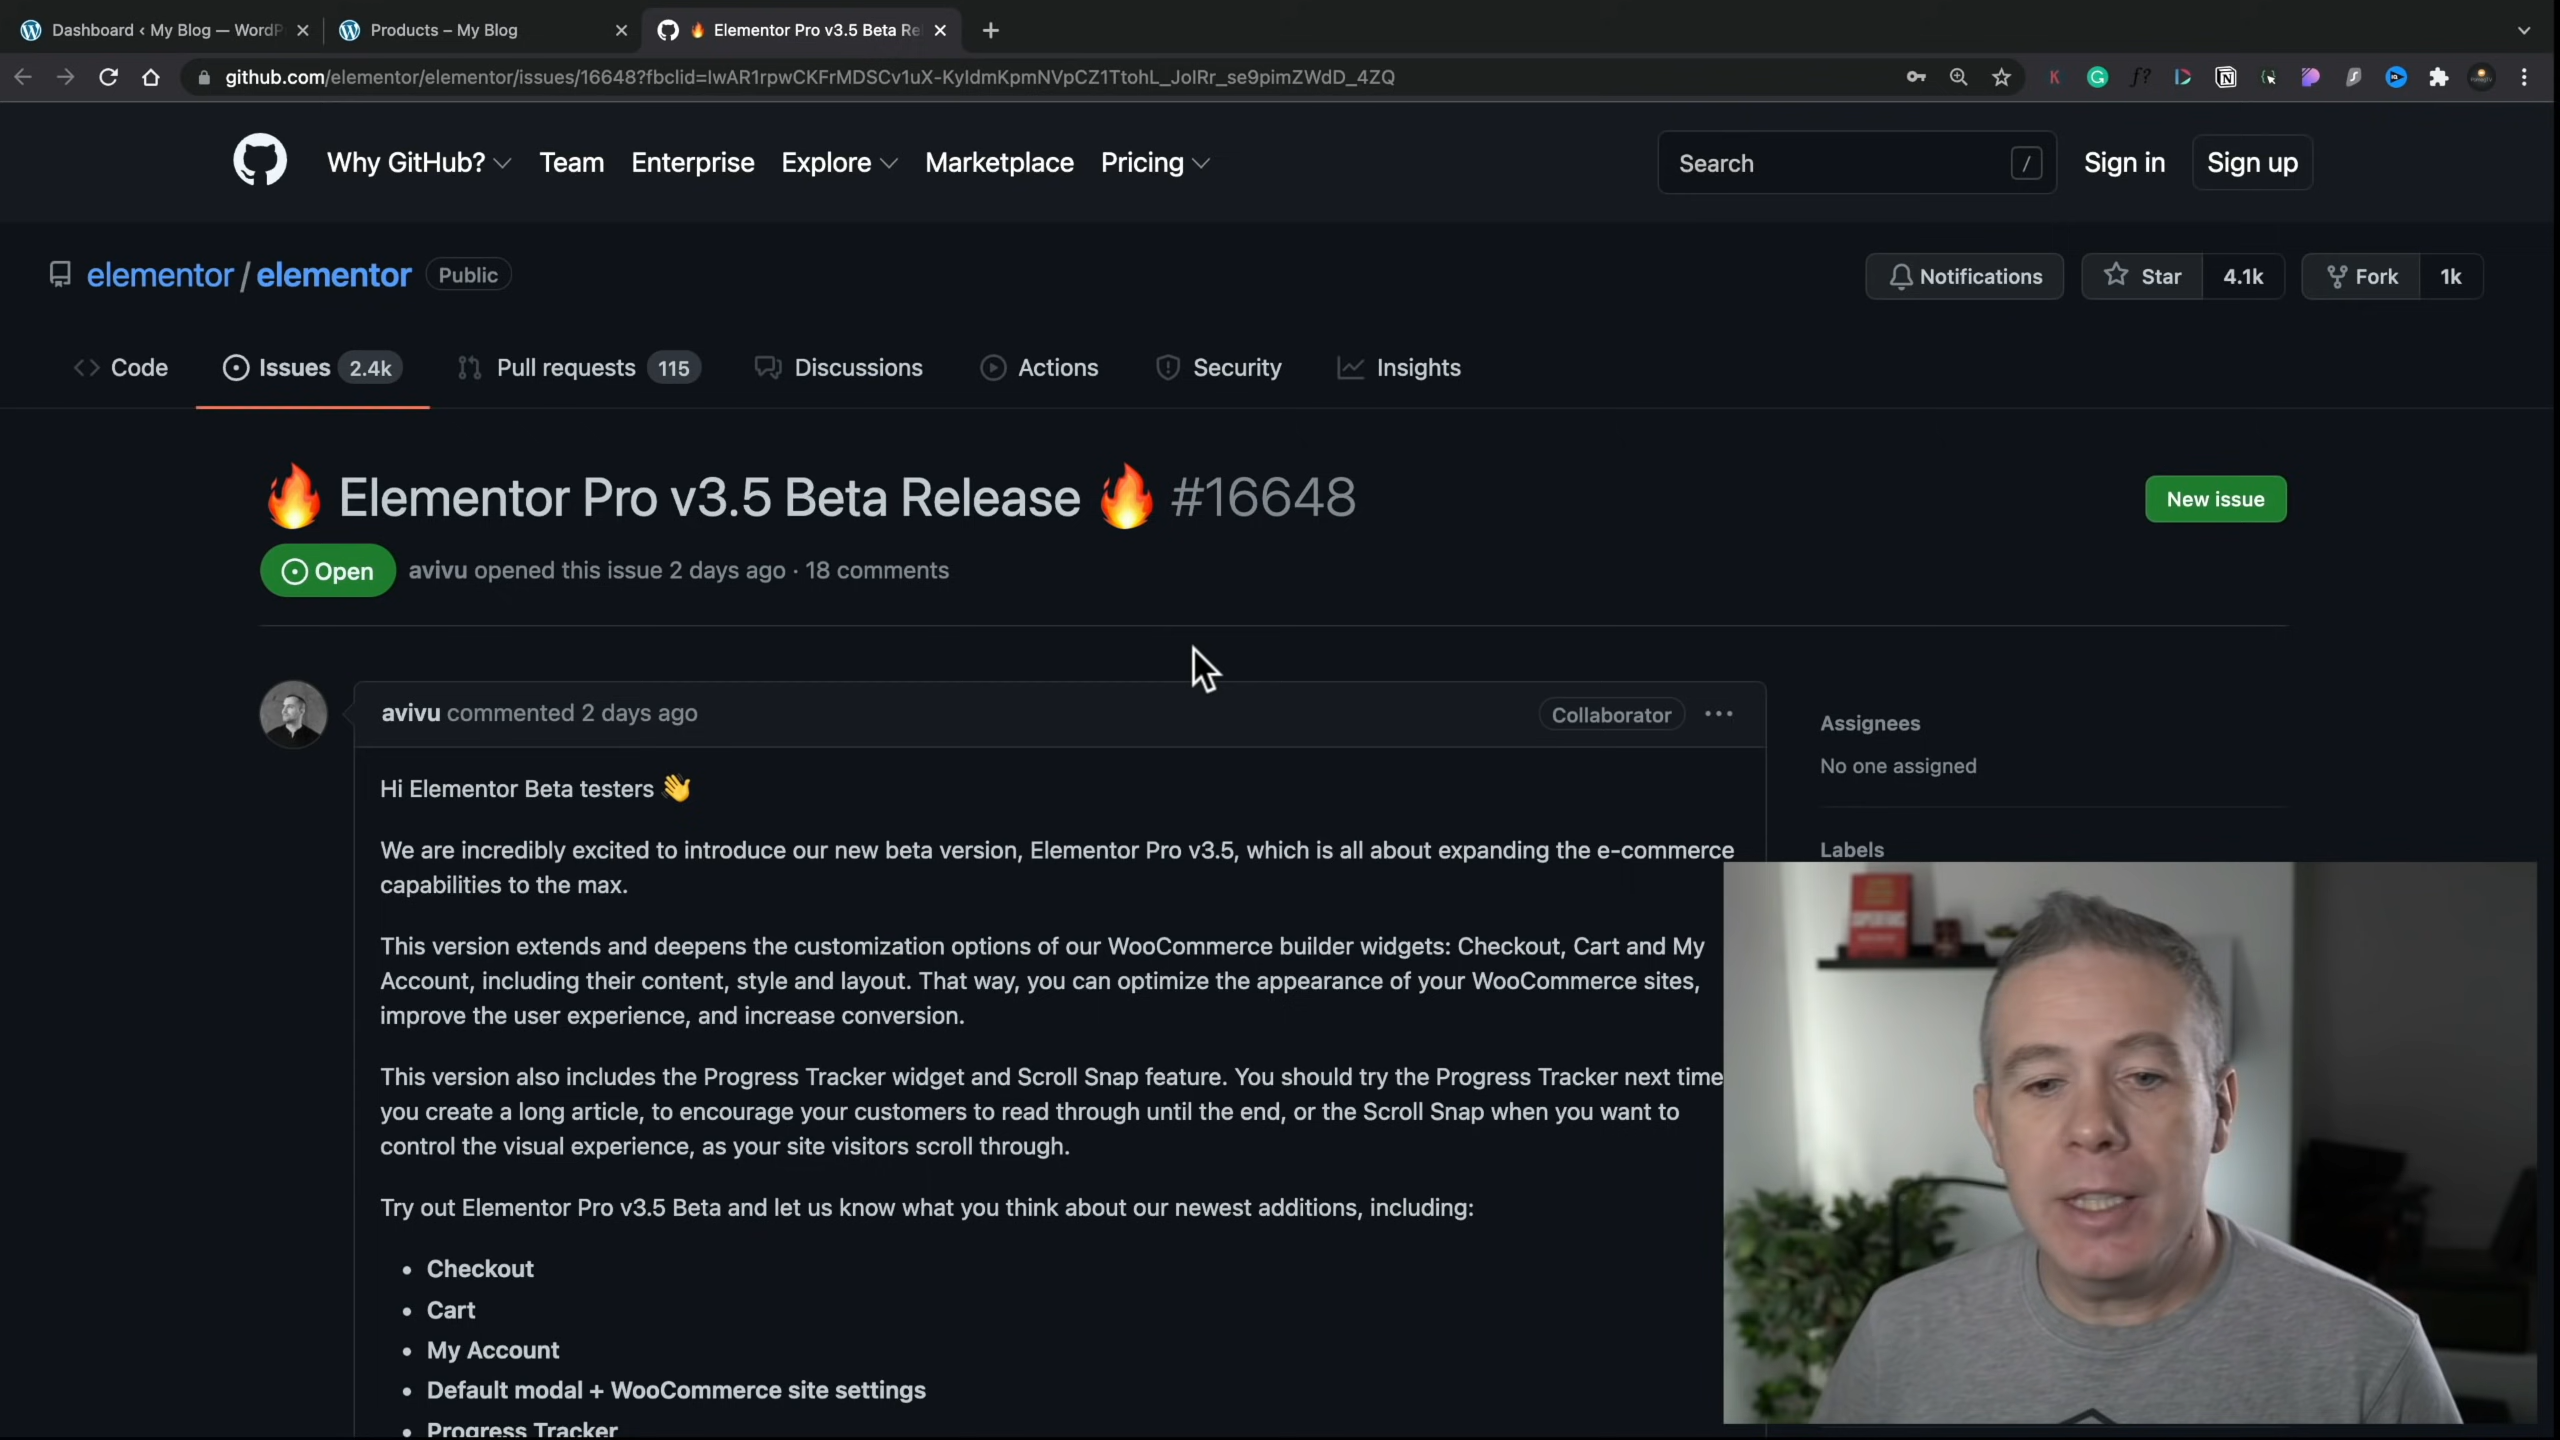 Dashboard ‹ My Blog — WordP
Products – My Blog
🔥 Elementor Pro v3.5 Beta Re
github.com/elementor/elementor/issues/16648?fbclid=IwAR1rpwCKFrMDSCv1uX-KyIdmKpmNVpCZ1TtohL_JoIRr_se9pimZWdD_4ZQ
Why GitHub? Team Enterprise Explore Marketplace Pricing
Search /
Sign in Sign up
elementor / elementor Public
Notifications Star 4.1k Fork 1k
Code Issues 2.4k Pull requests 115 Discussions Actions Security Insights
🔥 Elementor Pro v3.5 Beta Release 🔥 #16648
New issue
Open avivu opened this issue 2 days ago · 18 comments
avivu commented 2 days ago
Collaborator ···
Assignees
No one assigned
Labels
Hi Elementor Beta testers 👋
We are incredibly excited to introduce our new beta version, Elementor Pro v3.5, which is all about expanding the e-commerce
capabilities to the max.
This version extends and deepens the customization options of our WooCommerce builder widgets: Checkout, Cart and My
Account, including their content, style and layout. That way, you can optimize the appearance of your WooCommerce sites,
improve the user experience, and increase conversion.
This version also includes the Progress Tracker widget and Scroll Snap feature. You should try the Progress Tracker next time
you create a long article, to encourage your customers to read through until the end, or the Scroll Snap when you want to
control the visual experience, as your site visitors scroll through.
Try out Elementor Pro v3.5 Beta and let us know what you think about our newest additions, including:
• Checkout
• Cart
• My Account
• Default modal + WooCommerce site settings
• Progress Tracker